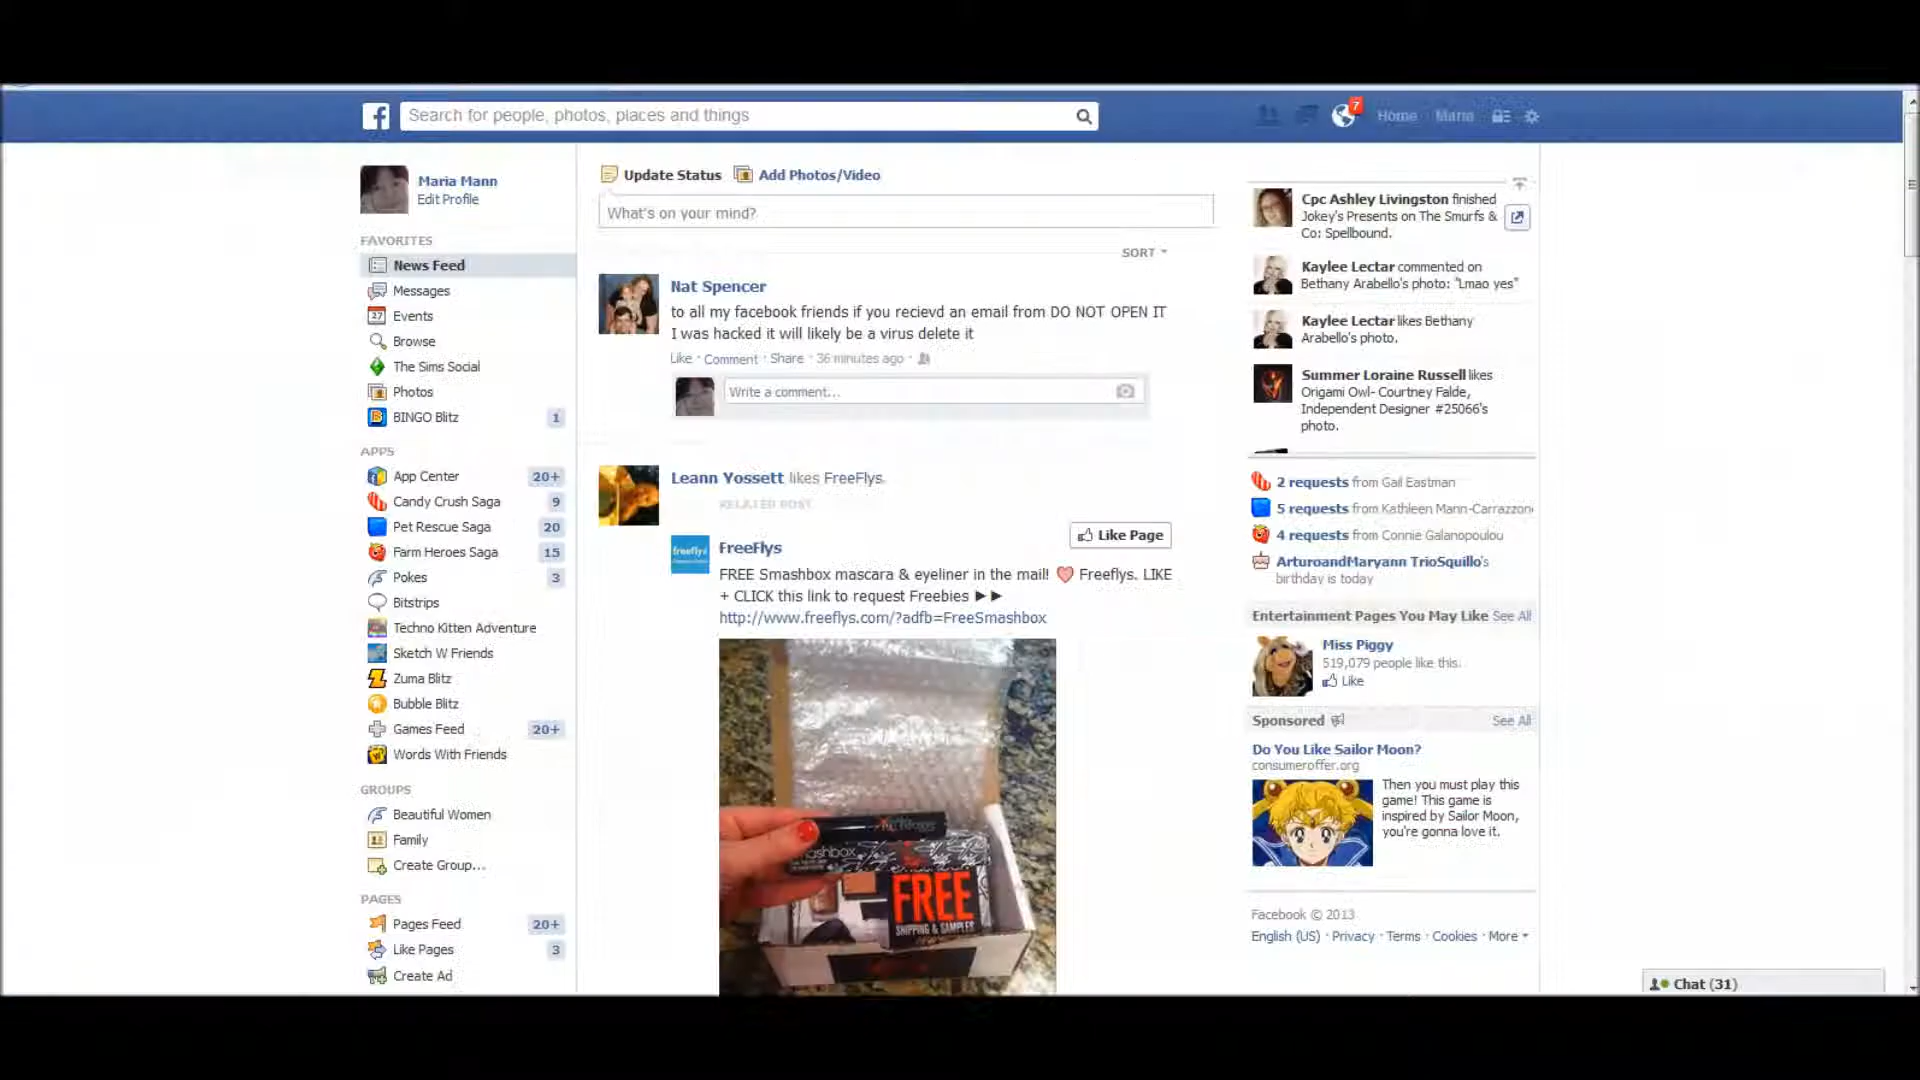 Search for people, photos, places and things
7
Home
Maria
Maria Mann
Edit Profile
FAVORITES
News Feed
Messages
27 Events
Browse
The Sims Social
Photos
BINGO Blitz 1
APPS
App Center 20+
Candy Crush Saga 9
Pet Rescue Saga 20
Farm Heroes Saga 15
Pokes 3
Bitstrips
Techno Kitten Adventure
Sketch W Friends
Zuma Blitz
Bubble Blitz
Games Feed 20+
Words With Friends
GROUPS
Beautiful Women
Family
Create Group...
PAGES
Pages Feed 20+
Like Pages 3
Create Ad
Update Status Add Photos/Video
What's on your mind?
SORT
Nat Spencer
to all my facebook friends if you recievd an email from DO NOT OPEN IT
I was hacked it will likely be a virus delete it
Like · Comment · Share · 36 minutes ago ·
Write a comment...
Leann Yossett likes FreeFlys.
RELATED POST
freeflys
FreeFlys
Like Page
FREE Smashbox mascara & eyeliner in the mail! Freeflys. LIKE
+ CLICK this link to request Freebies ►►
http://www.freeflys.com/?adfb=FreeSmashbox
smashbox
FREE
SHIPPING & SAMPLES
Cpc Ashley Livingston finished
Jokey's Presents on The Smurfs &
Co: Spellbound.
Kaylee Lectar commented on
Bethany Arabello's photo: "Lmao yes"
Kaylee Lectar likes Bethany
Arabello's photo.
Summer Loraine Russell likes
Origami Owl- Courtney Falde,
Independent Designer #25066's
photo.
2 requests from Gail Eastman
5 requests from Kathleen Mann-Carrazzon
4 requests from Connie Galanopoulou
ArturoandMaryann TrioSquillo's
birthday is today
Entertainment Pages You May Like See All
Miss Piggy
519,079 people like this.
Like
Sponsored See All
Do You Like Sailor Moon?
consumeroffer.org
Then you must play this
game! This game is
inspired by Sailor Moon,
you're gonna love it.
Facebook © 2013
English (US) · Privacy · Terms · Cookies · More
Chat (31)